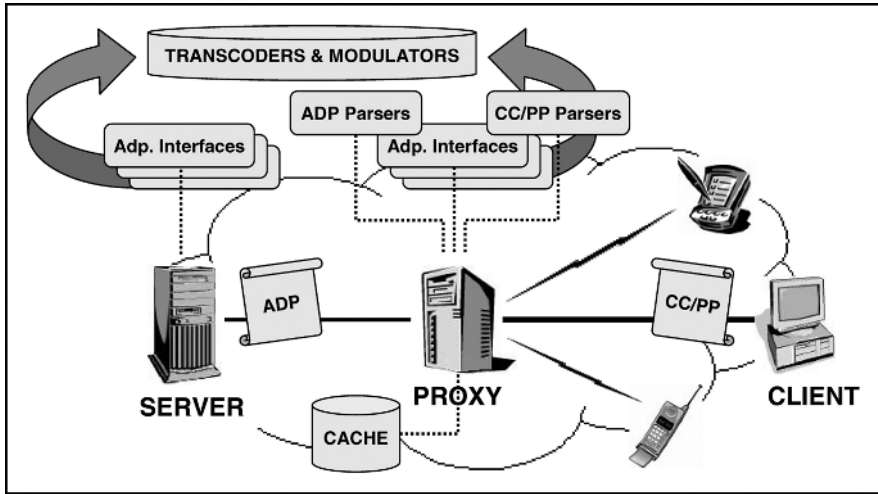 TRANSCODERS & MODULATORS
ADP Parsers
CC/PP Parsers
Adp. Interfaces
Adp. Interfaces
ADP
CC/PP
PROXY
SERVER
CLIENT
CACHE